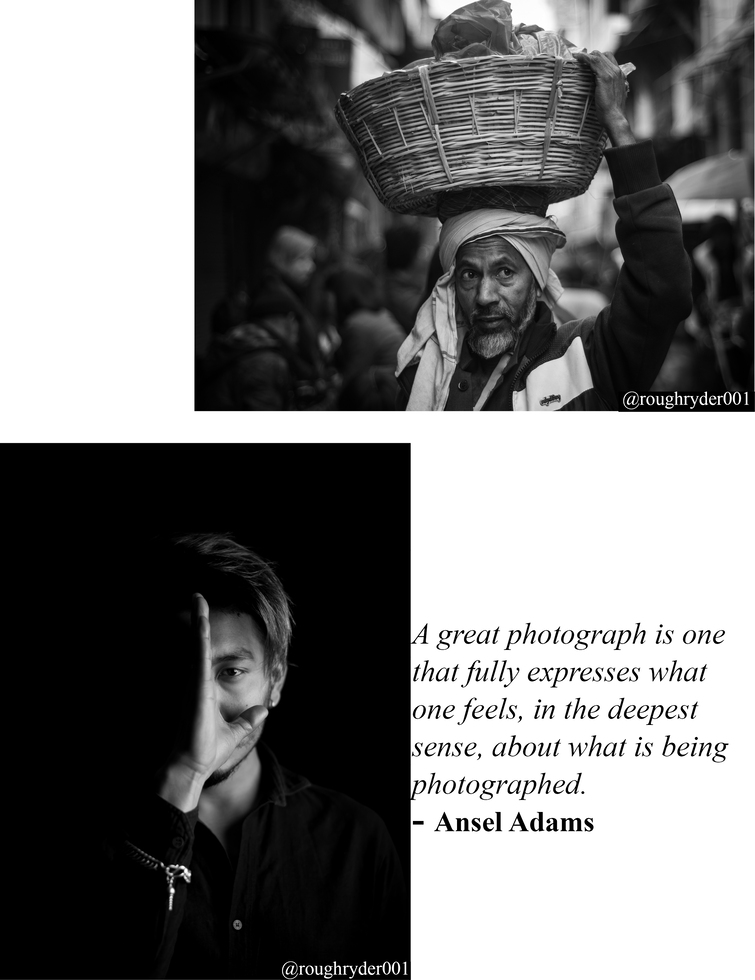 @roughryder001
A great photograph is one
that fully expresses what
one feels, in the deepest
sense, about what is being
photographed.
– Ansel Adams
@roughryder001